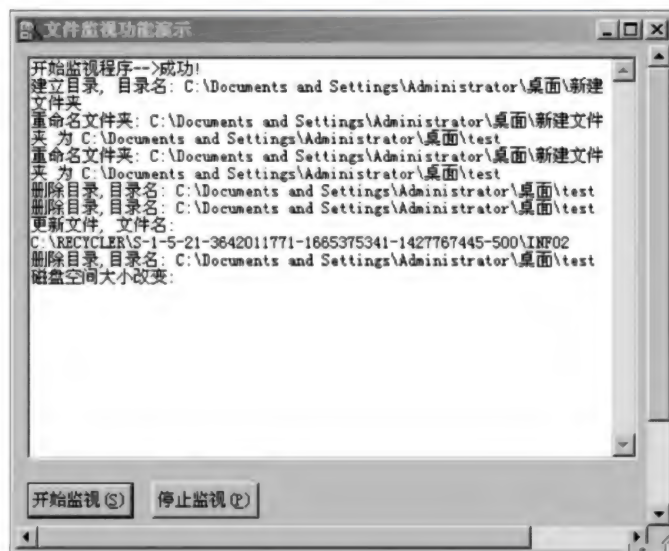 文件监视功能演示
开始监视程序-->成功!
建立目录, 目录名: C:\Documents and Settings\Administrator\桌面\新建
文件夹
重命名文件夹: C:\Documents and Settings\Administrator\桌面\新建文件
夹 为 C:\Documents and Settings\Administrator\桌面\test
重命名文件夹: C:\Documents and Settings\Administrator\桌面\新建文件
夹 为 C:\Documents and Settings\Administrator\桌面\test
删除目录,目录名: C:\Documents and Settings\Administrator\桌面\test
删除目录,目录名: C:\Documents and Settings\Administrator\桌面\test
更新文件, 文件名:
C:\RECYCLER\S-1-5-21-3642011771-1665375341-1427767445-500\INFO2
删除目录,目录名: C:\Documents and Settings\Administrator\桌面\test
磁盘空间大小改变:
开始监视(S) 停止监视(P)